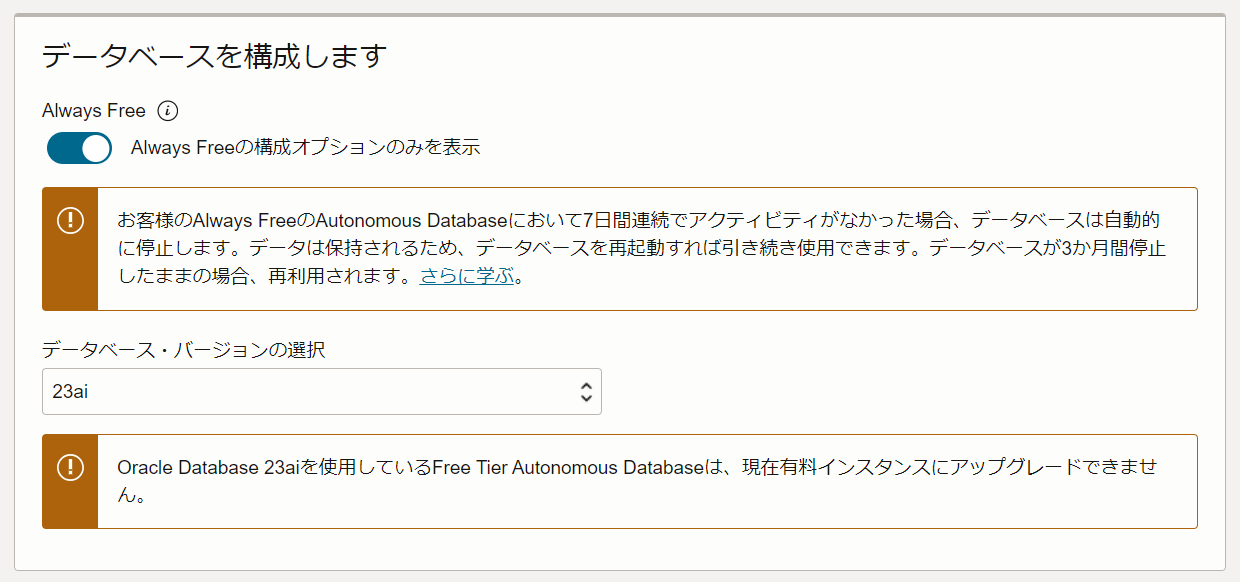 データベースを構成します
Always Free
Always Freeの構成オプションのみを表示
お客様のAlways FreeのAutonomous Databaseにおいて7日間連続でアクティビティがなかった場合、データベースは自動的
に停止します。データは保持されるため、データベースを再起動すれば引き続き使用できます。データベースが3か月間停止
したままの場合、再利用されます。さらに学ぶ。
データベース・バージョンの選択
23ai
Oracle Database 23aiを使用しているFree Tier Autonomous Databaseは、現在有料インスタンスにアップグレードできませ
ん。